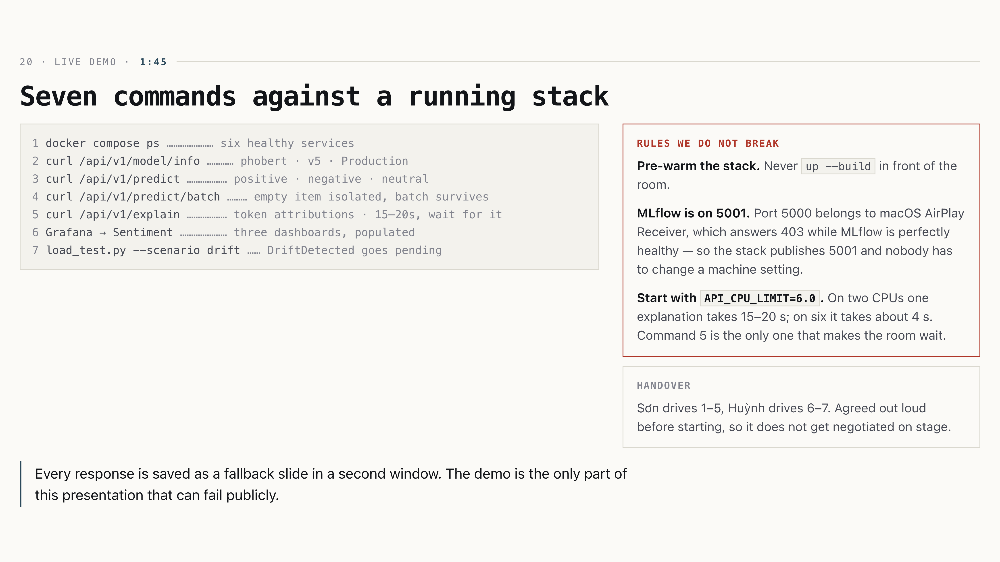 20 · LIVE DEMO · 1:45
Seven commands against a running stack
1 docker compose ps ………………… six healthy services
2 curl /api/v1/model/info ………… phobert · v5 · Production
3 curl /api/v1/predict ……………… positive · negative · neutral
4 curl /api/v1/predict/batch ……… empty item isolated, batch survives
5 curl /api/v1/explain ……………… token attributions · 15–20s, wait for it
6 Grafana → Sentiment ………………… three dashboards, populated
7 load_test.py --scenario drift …… DriftDetected goes pending
RULES WE DO NOT BREAK
Pre-warm the stack. Never up --build in front of the
room.
MLflow is on 5001. Port 5000 belongs to macOS AirPlay
Receiver, which answers 403 while MLflow is perfectly
healthy — so the stack publishes 5001 and nobody has
to change a machine setting.
Start with API_CPU_LIMIT=6.0. On two CPUs one
explanation takes 15–20 s; on six it takes about 4 s.
Command 5 is the only one that makes the room wait.
HANDOVER
Sơn drives 1–5, Huỳnh drives 6–7. Agreed out loud
before starting, so it does not get negotiated on stage.
Every response is saved as a fallback slide in a second window. The demo is the only part of
this presentation that can fail publicly.